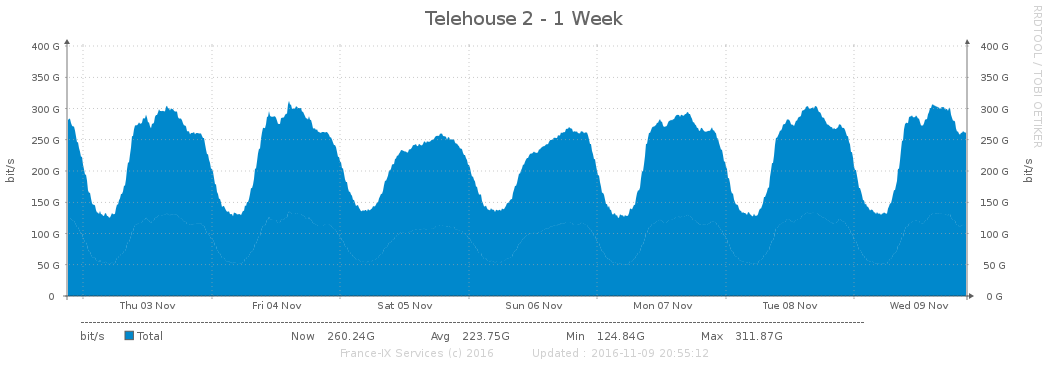 Telehouse 2 - 1 Week
RRDTOOL / TOBI OETIKER
bit/s
400 G 400 G
350 G 350 G
300 G 300 G
250 G 250 G
200 G 200 G
150 G 150 G
100 G 100 G
50 G 50 G
0 0 G
bit/s
Thu 03 Nov Fri 04 Nov Sat 05 Nov Sun 06 Nov Mon 07 Nov Tue 08 Nov Wed 09 Nov
bit/s Total Now 260.24G Avg 223.75G Min 124.84G Max 311.87G
France-IX Services (c) 2016 Updated : 2016-11-09 20:55:12